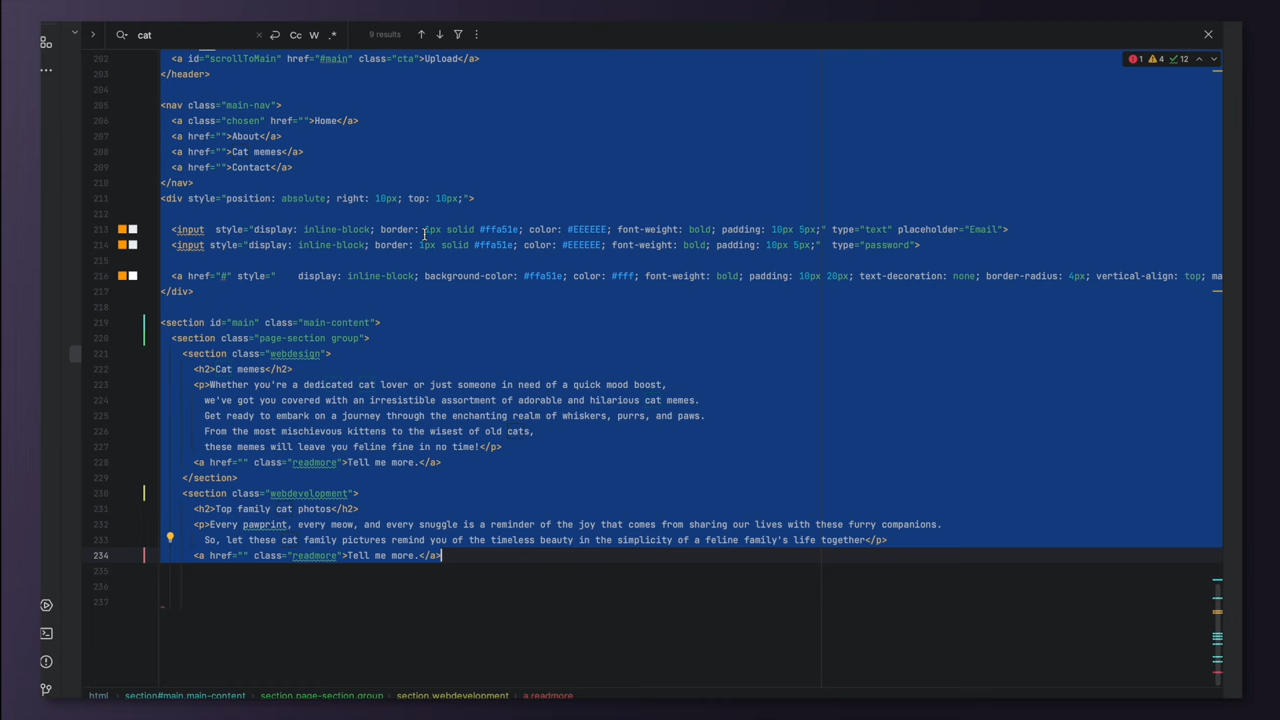 cat Cc W .* 9 results
202 <a id="scrollToMain" href="#main" class="cta">Upload</a> 1 4 12
203 </header>
204
205 <nav class="main-nav">
206 <a class="chosen" href="">Home</a>
207 <a href="">About</a>
208 <a href="">Cat memes</a>
209 <a href="">Contact</a>
210 </nav>
211 <div style="position: absolute; right: 10px; top: 10px;">
212
213 <input  style="display: inline-block; border: 1px solid #ffa51e; color: #EEEEEE; font-weight: bold; padding: 10px 5px;" type="text" placeholder="Email">
214 <input style="display: inline-block; border: 1px solid #ffa51e; color: #EEEEEE; font-weight: bold; padding: 10px 5px;" type="password">
215
216 <a href="#" style="    display: inline-block; background-color: #ffa51e; color: #fff; font-weight: bold; padding: 10px 20px; text-decoration: none; border-radius: 4px; vertical-align: top; ma
217 </div>
218
219 <section id="main" class="main-content">
220 <section class="page-section group">
221 <section class="webdesign">
222 <h2>Cat memes</h2>
223 <p>Whether you're a dedicated cat lover or just someone in need of a quick mood boost,
224 we've got you covered with an irresistible assortment of adorable and hilarious cat memes.
225 Get ready to embark on a journey through the enchanting realm of whiskers, purrs, and paws.
226 From the most mischievous kittens to the wisest of old cats,
227 these memes will leave you feline fine in no time!</p>
228 <a href="" class="readmore">Tell me more.</a>
229 </section>
230 <section class="webdevelopment">
231 <h2>Top family cat photos</h2>
232 <p>Every pawprint, every meow, and every snuggle is a reminder of the joy that comes from sharing our lives with these furry companions.
233 So, let these cat family pictures remind you of the timeless beauty in the simplicity of a feline family's life together</p>
234 <a href="" class="readmore">Tell me more.</a>
235
236
237
html section#main.main-content section.page-section.group section.webdevelopment a.readmore